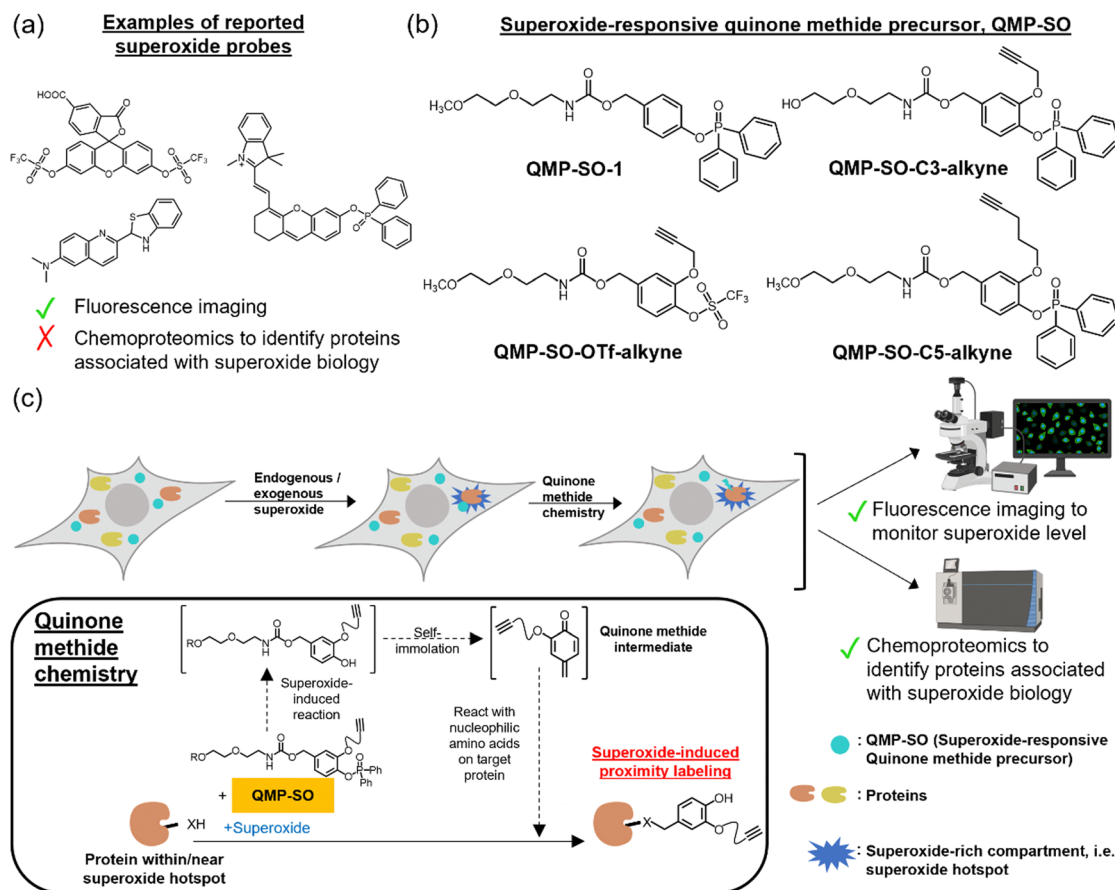 (a)
Examples of reported
superoxide probes
HOOC
O
O
F3C
S
O
O
O
O
O
S
CF3
O
O
N
+
O
O
P
O
S
N
N
H
N
✓ Fluorescence imaging
✗ Chemoproteomics to identify proteins
associated with superoxide biology
(b)
Superoxide-responsive quinone methide precursor, QMP-SO
H3CO
O
H
N
O
O
O
O
P
QMP-SO-1
HO
O
H
N
O
O
O
O
O
P
QMP-SO-C3-alkyne
H3CO
O
H
N
O
O
O
O
S
O
O
CF3
QMP-SO-OTf-alkyne
H3CO
O
H
N
O
O
O
O
O
P
QMP-SO-C5-alkyne
(c)
Endogenous /
exogenous
superoxide
Quinone
methide
chemistry
✓ Fluorescence imaging to
monitor superoxide level
✓ Chemoproteomics to
identify proteins associated
with superoxide biology
Quinone
methide
chemistry
R
O
O
H
N
O
O
O
OH
Self-
immolation
O
O
Quinone methide
intermediate
Superoxide-
induced
reaction
React with
nucleophilic
amino acids
on target
protein
R
O
O
H
N
O
O
O
O
O
P
Ph
Ph
+
QMP-SO
XH
+Superoxide
Protein within/near
superoxide hotspot
Superoxide-induced
proximity labeling
X
OH
O
: QMP-SO (Superoxide-responsive
Quinone methide precursor)
: Proteins
: Superoxide-rich compartment, i.e.
superoxide hotspot